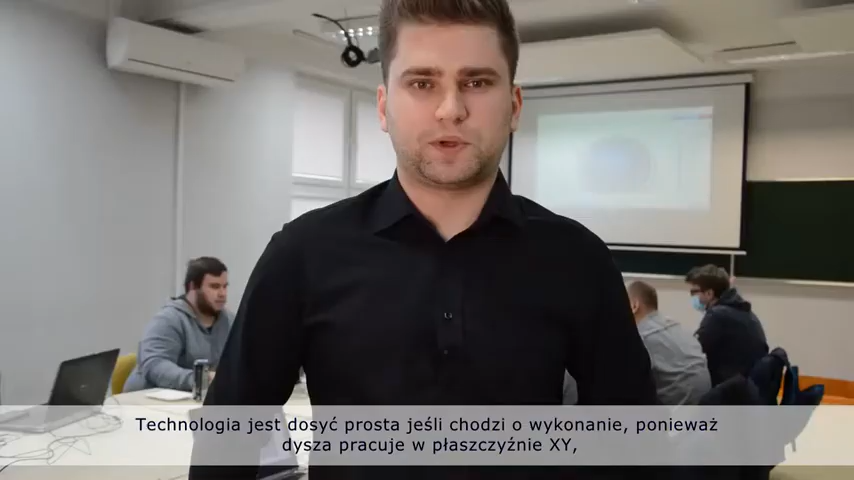 Technologia jest dosyć prosta jeśli chodzi o wykonanie, ponieważ
dysza pracuje w płaszczyźnie XY,